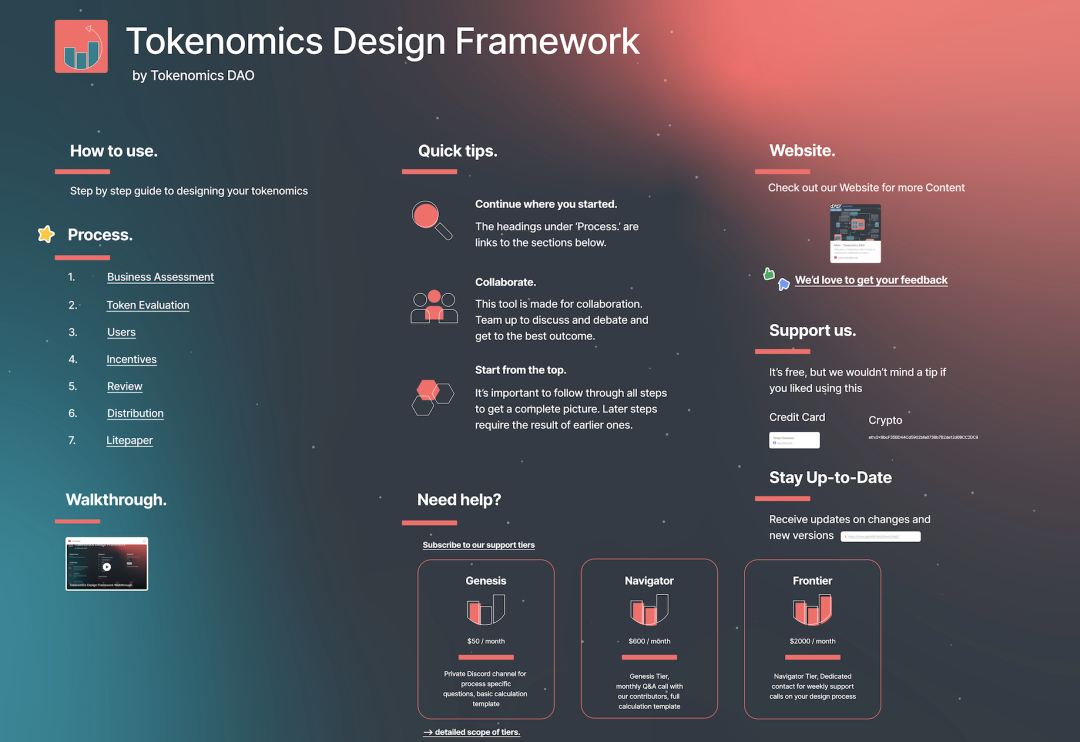 Tokenomics Design Framework
by Tokenomics DAO
How to use.
Step by step guide to designing your tokenomics
Process.
1. Business Assessment
2. Token Evaluation
3. Users
4. Incentives
5. Review
6. Distribution
7. Litepaper
Walkthrough.
Quick tips.
Continue where you started.
The headings under ‘Process.’ are
links to the sections below.
Collaborate.
This tool is made for collaboration.
Team up to discuss and debate and
get to the best outcome.
Start from the top.
It’s important to follow through all steps
to get a complete picture. Later steps
require the result of earlier ones.
Need help?
Subscribe to our support tiers
Genesis
$50 / month
Private Discord channel for
process specific
questions, basic calculation
template
Navigator
$600 / month
Genesis Tier,
monthly Q&A call with
our contributors, full
calculation template
Frontier
$2000 / month
Navigator Tier, Dedicated
contact for weekly support
calls on your design process
--> detailed scope of tiers.
Website.
Check out our Website for more Content
We’d love to get your feedback
Support us.
It’s free, but we wouldn’t mind a tip if
you liked using this
Credit Card
Crypto
Stay Up-to-Date
Receive updates on changes and
new versions